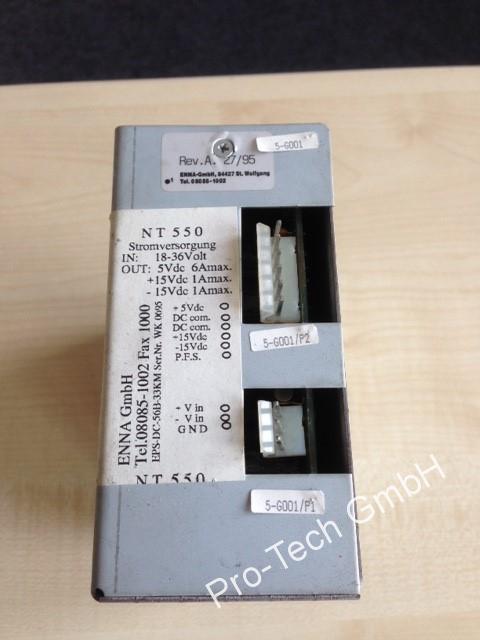 5-G001
Rev.A. 27/95
ENNA-GmbH, 84427 St. Wolfgang
Tel. 08085-1002
NT 550
Stromversorgung
IN: 18-36Volt
OUT: 5Vdc 6Amax.
+15Vdc 1Amax.
- 15Vdc 1Amax.
+5Vdc
DC com.
DC com.
+15Vdc
-15Vdc
P.F.S.
+ V in
- V in
GND
ENNA GmbH
Tel.08085-1002 Fax 1000
EPS-DC-56B-33KM Ser.Nr. WK 0695
NT 550
5-G001/P2
5-G001/P1
Pro-Tech GmbH